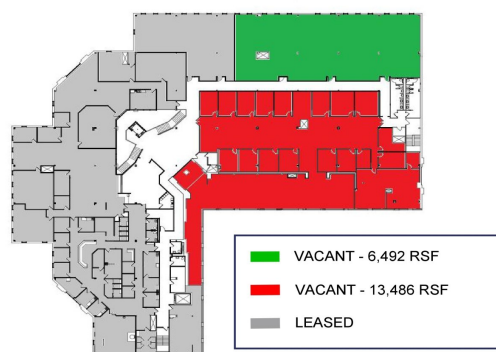 VACANT - 6,492 RSF
VACANT - 13,486 RSF
LEASED